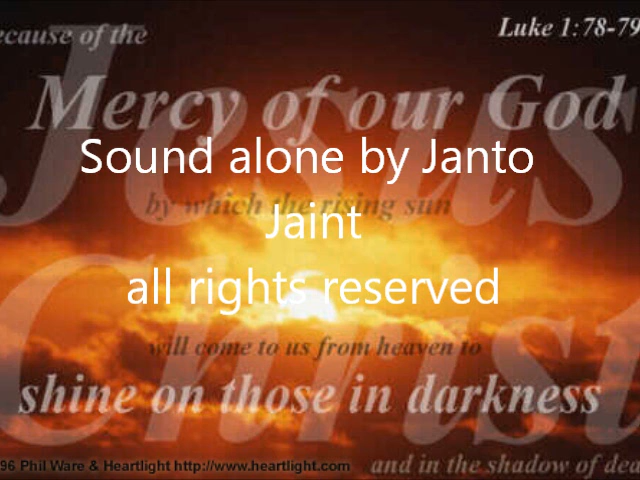 ecause of the
Luke 1:78-79
Mercy of our God
Jesus
Sound alone by Janto
by which the rising sun
Jaint
all rights reserved
Christ
will come to us from heaven to
shine on those in darkness
96 Phil Ware & Heartlight http://www.heartlight.com
and in the shadow of dea